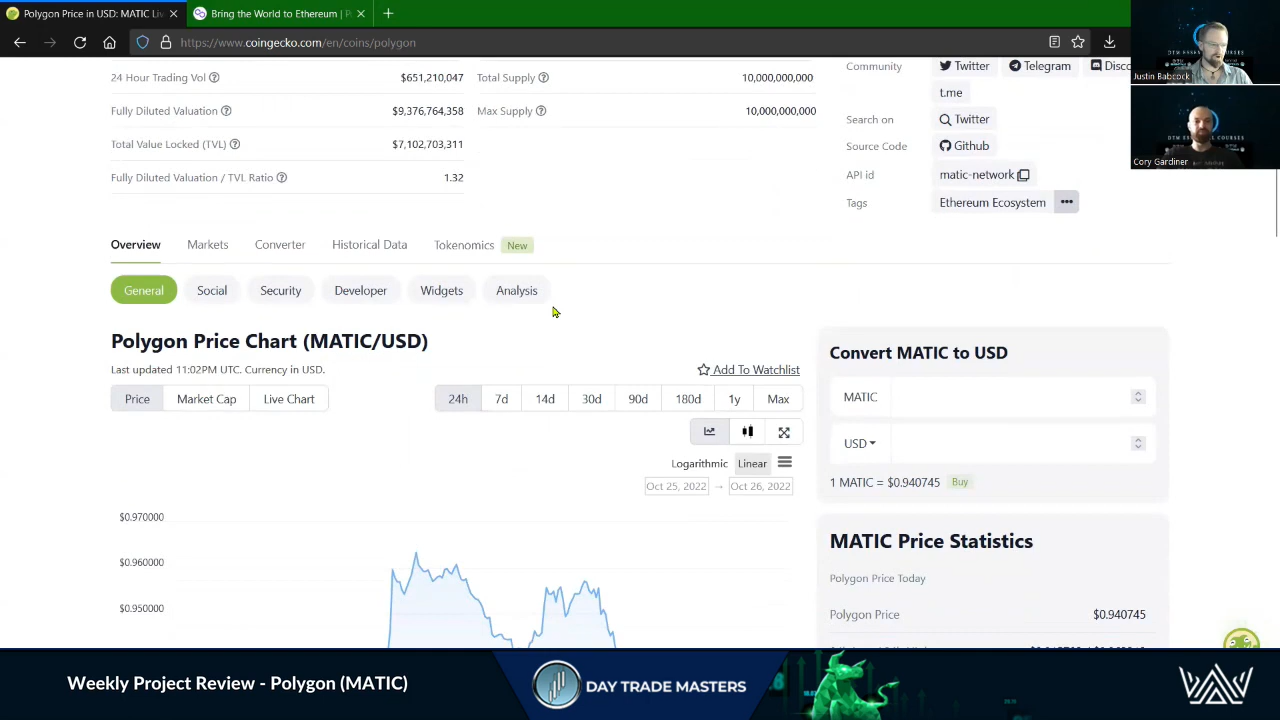 Polygon Price in USD: MATIC Li
Bring the World to Ethereum | P
https://www.coingecko.com/en/coins/polygon
24 Hour Trading Vol $651,210,047
Total Supply 10,000,000,000
Fully Diluted Valuation $9,376,764,358
Max Supply 10,000,000,000
Total Value Locked (TVL) $7,102,703,311
Fully Diluted Valuation / TVL Ratio 1.32
Community Twitter Telegram Disco
t.me
Search on Twitter
Source Code Github
API id matic-network
Tags Ethereum Ecosystem
Justin Babcock
Cory Gardiner
Overview Markets Converter Historical Data Tokenomics New
General Social Security Developer Widgets Analysis
Polygon Price Chart (MATIC/USD)
Last updated 11:02PM UTC. Currency in USD.
Add To Watchlist
Price Market Cap Live Chart
24h 7d 14d 30d 90d 180d 1y Max
Logarithmic Linear
Oct 25, 2022 → Oct 26, 2022
$0.970000
$0.960000
$0.950000
Convert MATIC to USD
MATIC
USD
1 MATIC = $0.940745 Buy
MATIC Price Statistics
Polygon Price Today
Polygon Price $0.940745
Weekly Project Review - Polygon (MATIC)
DAY TRADE MASTERS